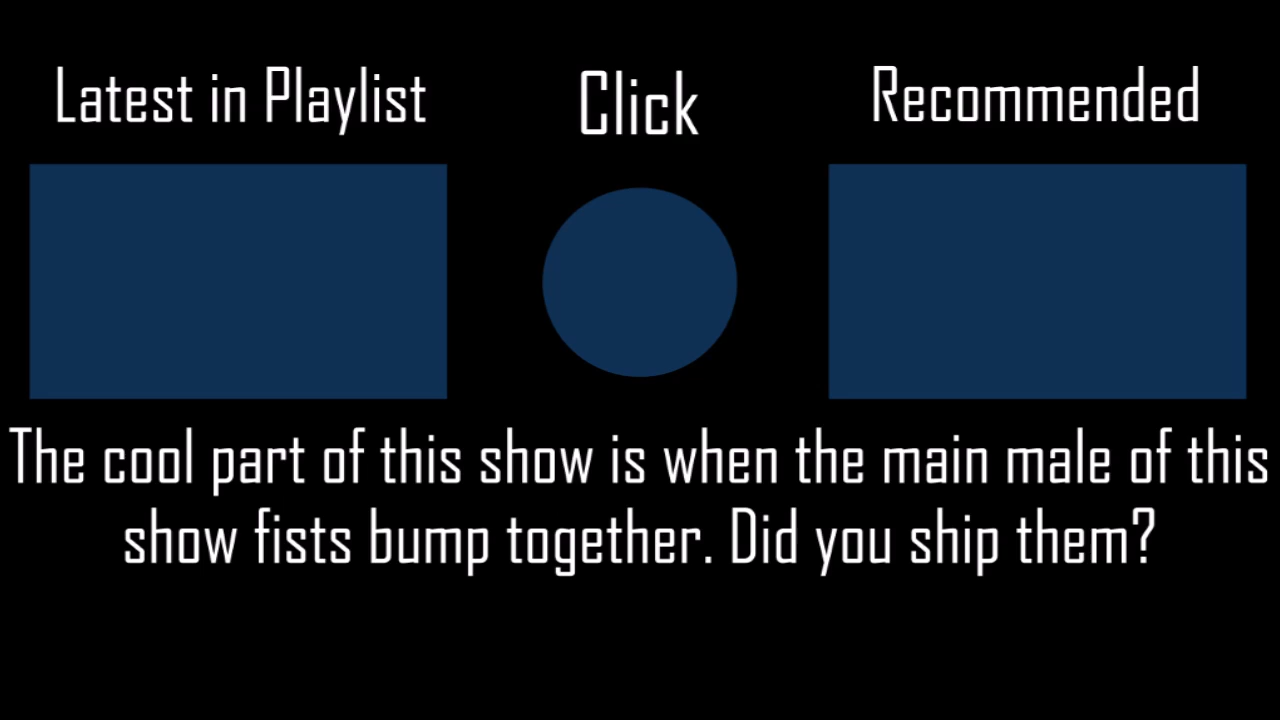 Latest in Playlist
Click
Recommended
The cool part of this show is when the main male of this
show fists bump together. Did you ship them?